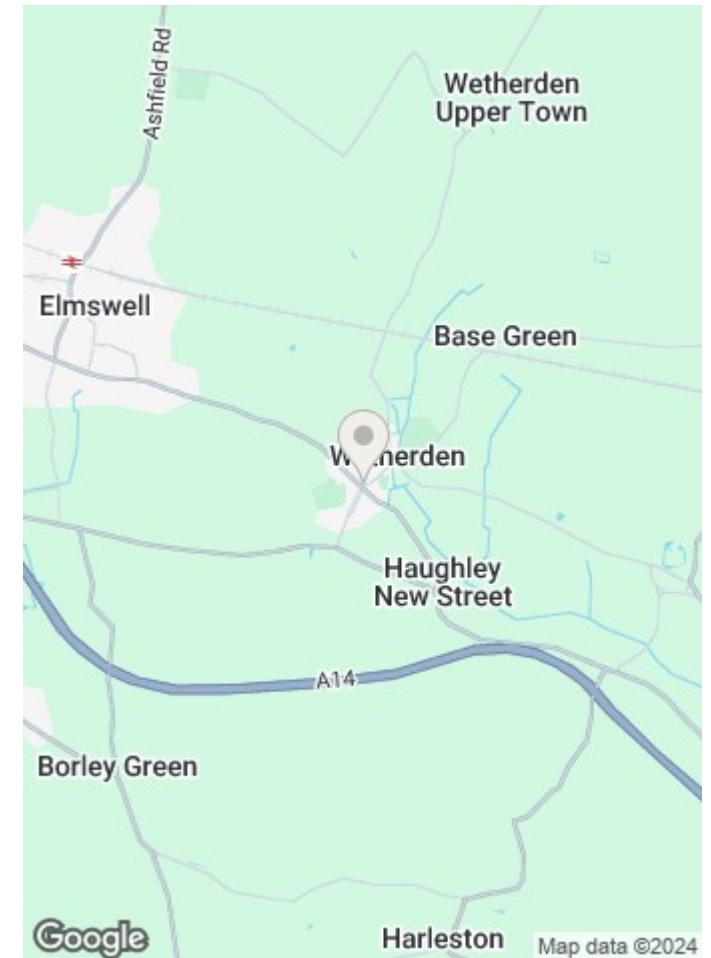 Ashfield Rd
Wetherden
Upper Town
Elmswell
Base Green
Wetherden
Haughley
New Street
A14
Borley Green
Harleston
Google
Map data ©2024